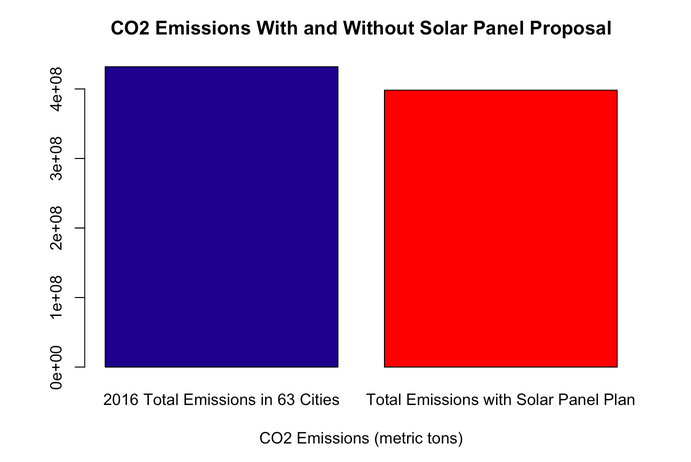 CO2 Emissions With and Without Solar Panel Proposal
4e+08
3e+08
2e+08
1e+08
0e+00
2016 Total Emissions in 63 Cities
Total Emissions with Solar Panel Plan
CO2 Emissions (metric tons)